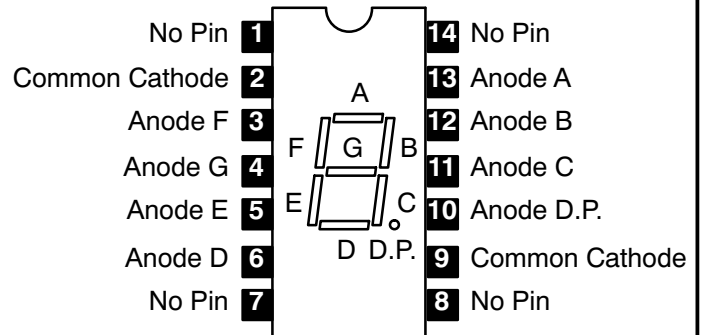 No Pin 1 14 No Pin
Common Cathode 2 13 Anode A
A
Anode F 3 12 Anode B
F G B
Anode G 4 11 Anode C
Anode E 5 E C 10 Anode D.P.
D D.P.
Anode D 6 9 Common Cathode
No Pin 7 8 No Pin